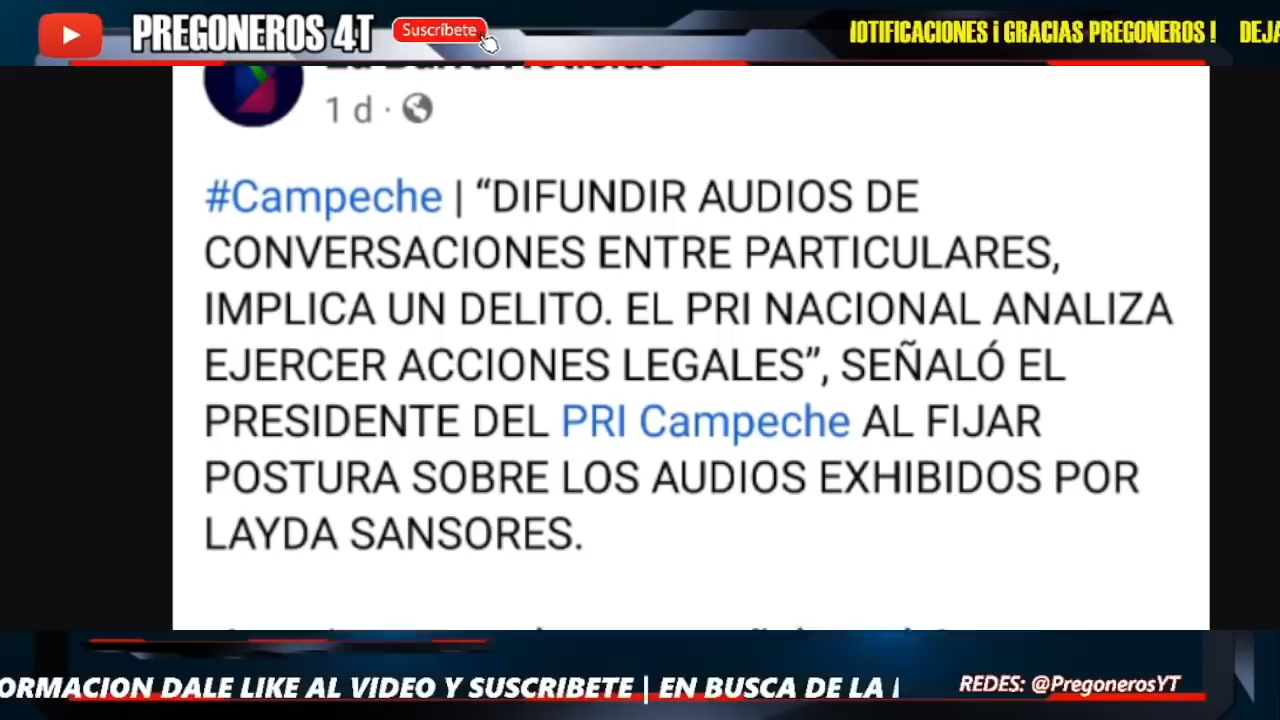 PREGONEROS 4T
Suscríbete
IOTIFICACIONES ¡ GRACIAS PREGONEROS ! DEJA
1 d ·
#Campeche | “DIFUNDIR AUDIOS DE
CONVERSACIONES ENTRE PARTICULARES,
IMPLICA UN DELITO. EL PRI NACIONAL ANALIZA
EJERCER ACCIONES LEGALES”, SEÑALÓ EL
PRESIDENTE DEL PRI Campeche AL FIJAR
POSTURA SOBRE LOS AUDIOS EXHIBIDOS POR
LAYDA SANSORES.
ORMACION DALE LIKE AL VIDEO Y SUSCRIBETE | EN BUSCA DE LA
REDES: @PregonerosYT